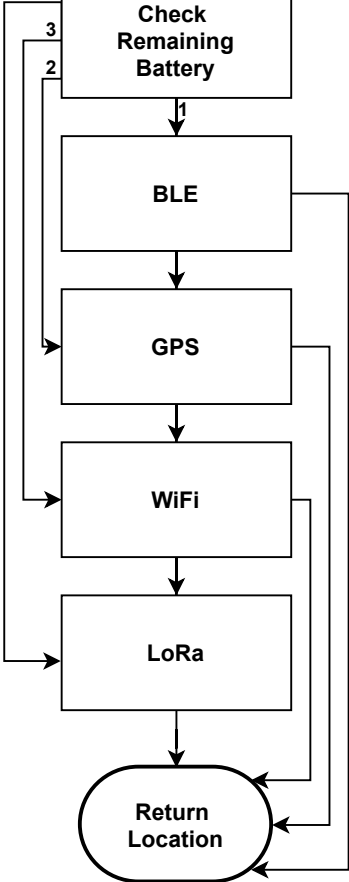 Check
3
Remaining
2
Battery
1
BLE
GPS
WiFi
LoRa
Return
Location